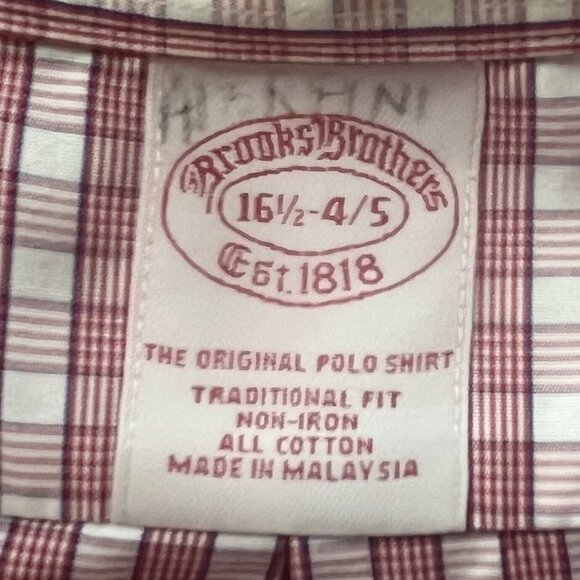 Brooks Brothers
16½-4/5
Est. 1818
THE ORIGINAL POLO SHIRT
TRADITIONAL FIT
NON-IRON
ALL COTTON
MADE IN MALAYSIA